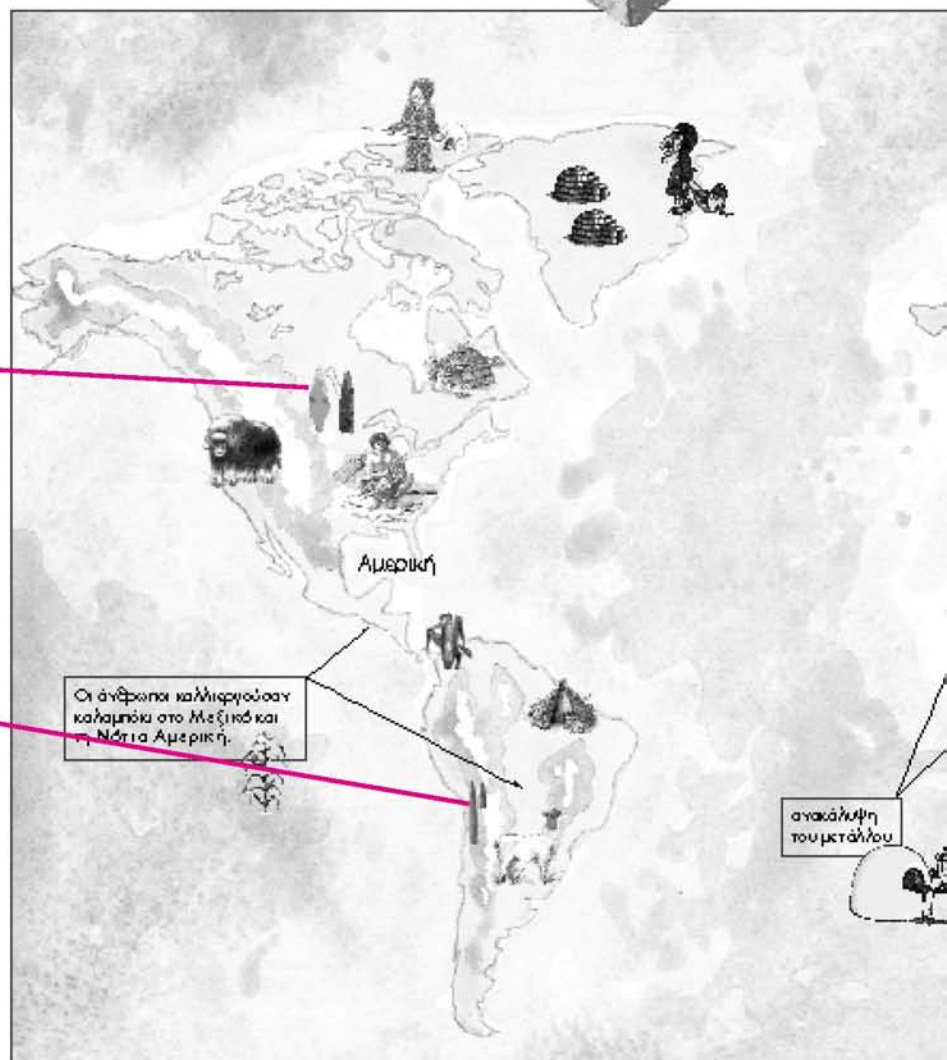 Αμερική
Οι άνθρωποι καλλιεργούσαν
καλαμπόκι στο Μεξικό και
τη Νότια Αμερική.
ανακάλυψη
του μετάλλου